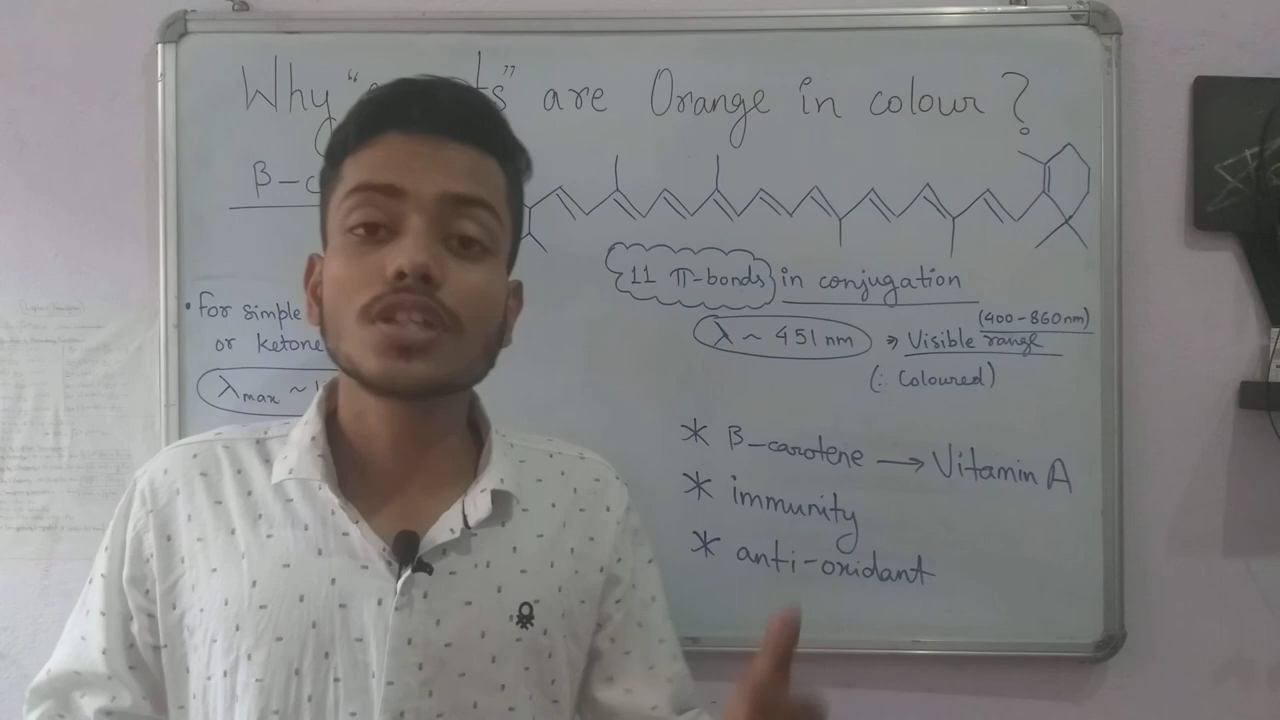 Why " s" are Orange in colour ?
β-c
11 π-bonds in conjugation
• For simple
or ketone
(400-860nm)
λ ~ 451 nm ⇒ Visible range
(∴ Coloured)
λmax ~
* β-carotene → Vitamin A
* immunity
* anti-oxidant